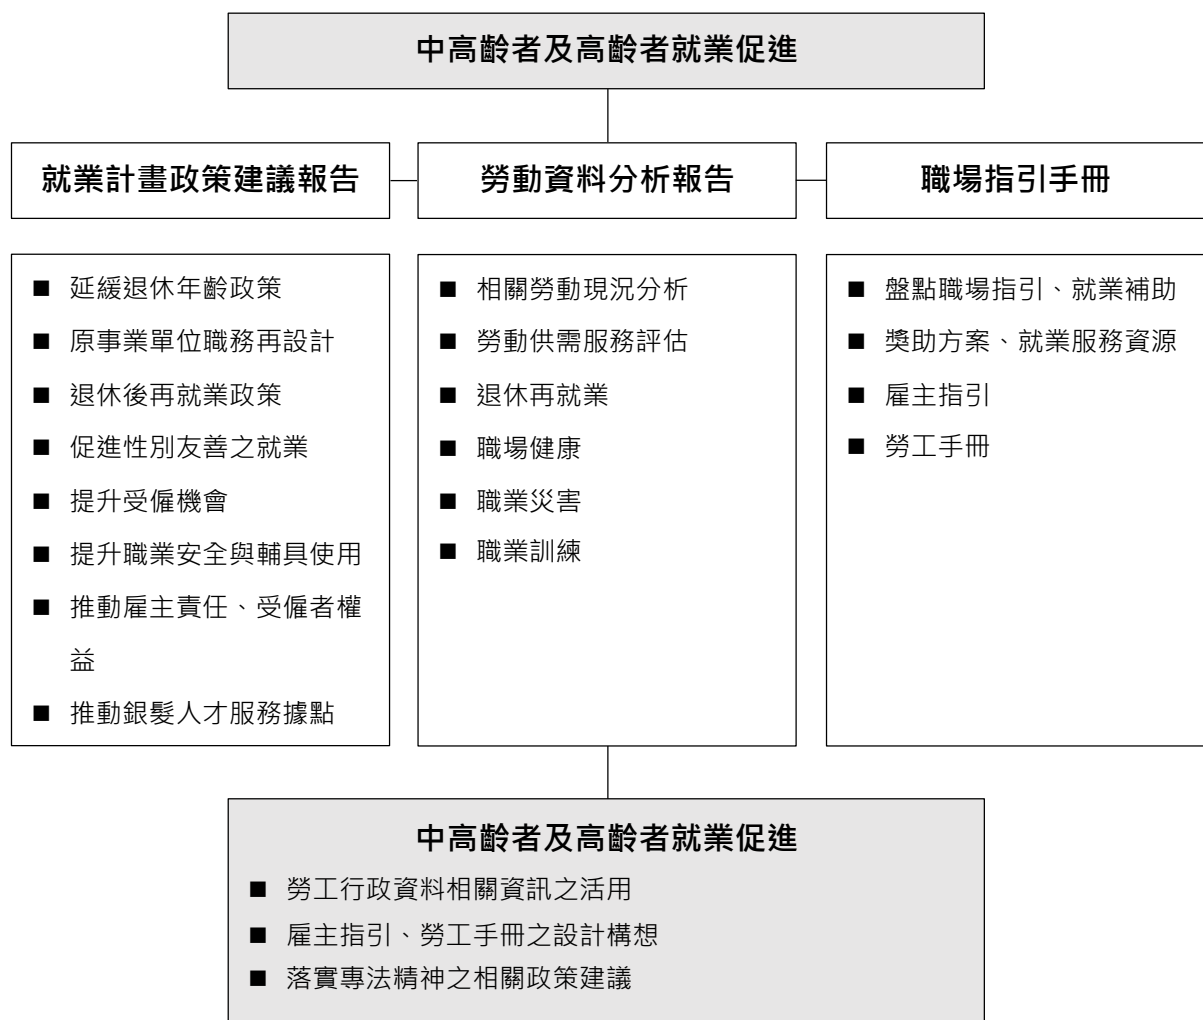 中高齡者及高齡者就業促進
就業計畫政策建議報告
勞動資料分析報告
職場指引手冊
■ 延緩退休年齡政策
■ 原事業單位職務再設計
■ 退休後再就業政策
■ 促進性別友善之就業
■ 提升受僱機會
■ 提升職業安全與輔具使用
■ 推動雇主責任、受僱者權
益
■ 推動銀髮人才服務據點
■ 相關勞動現況分析
■ 勞動供需服務評估
■ 退休再就業
■ 職場健康
■ 職業災害
■ 職業訓練
■ 盤點職場指引、就業補助
■ 獎助方案、就業服務資源
■ 雇主指引
■ 勞工手冊
中高齡者及高齡者就業促進
■ 勞工行政資料相關資訊之活用
■ 雇主指引、勞工手冊之設計構想
■ 落實專法精神之相關政策建議